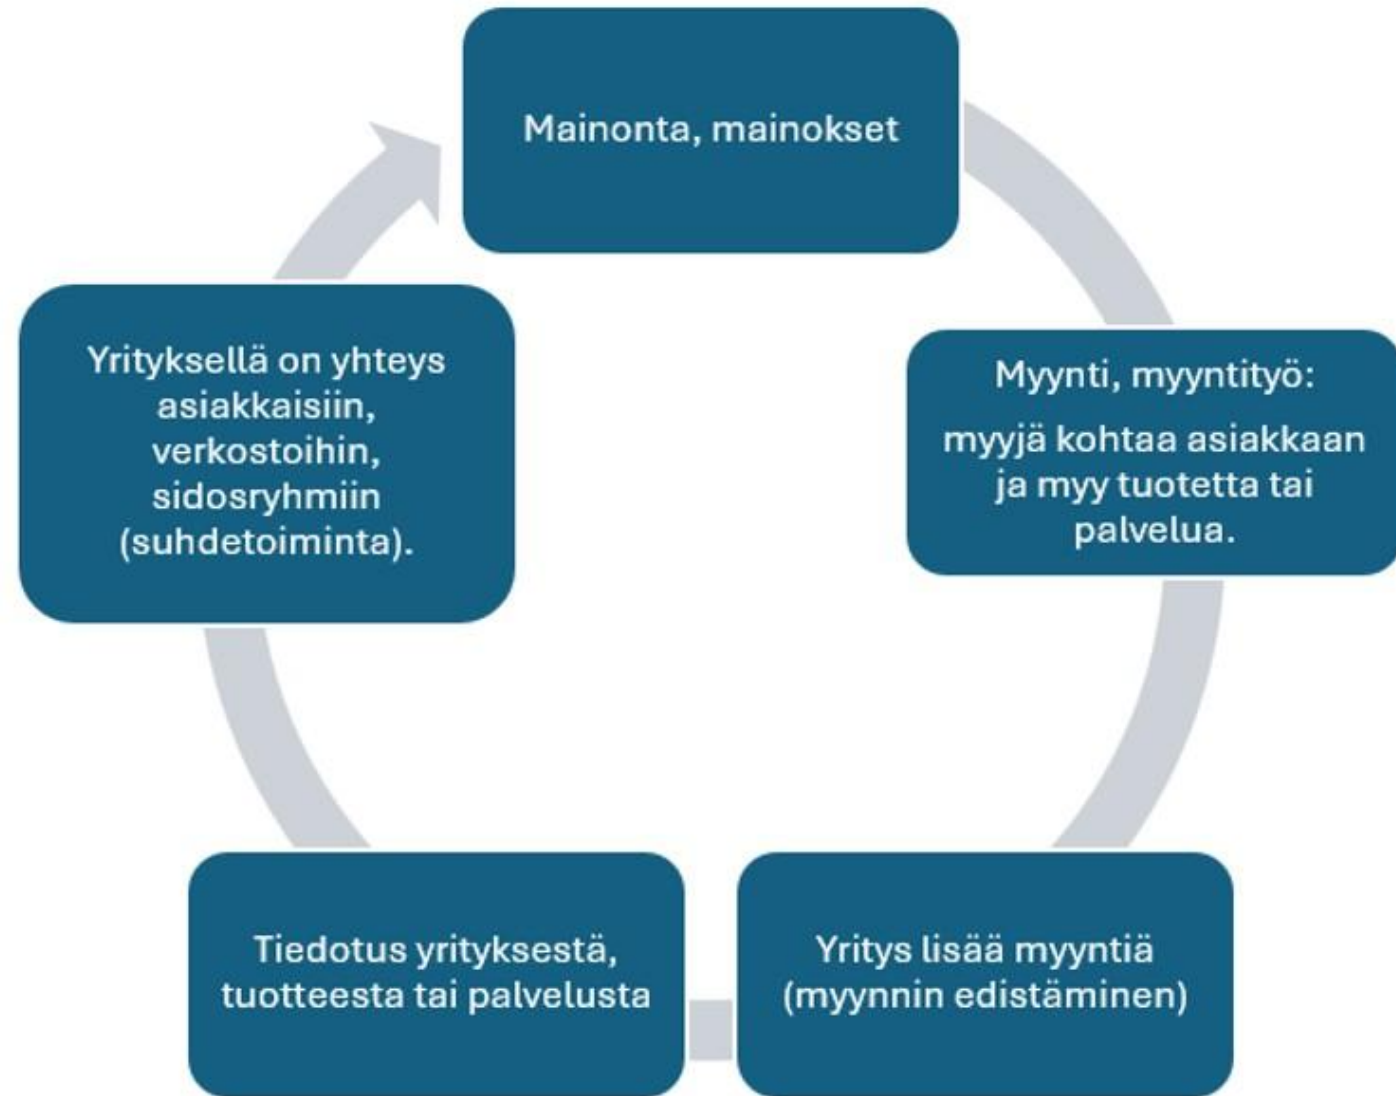 Mainonta, mainokset
Myynti, myyntityö:
myyjä kohtaa asiakkaan
ja myy tuotetta tai
palvelua.
Yritys lisää myyntiä
(myynnin edistäminen)
Tiedotus yrityksestä,
tuotteesta tai palvelusta
Yrityksellä on yhteys
asiakkaisiin,
verkostoihin,
sidosryhmiin
(suhdetoiminta).